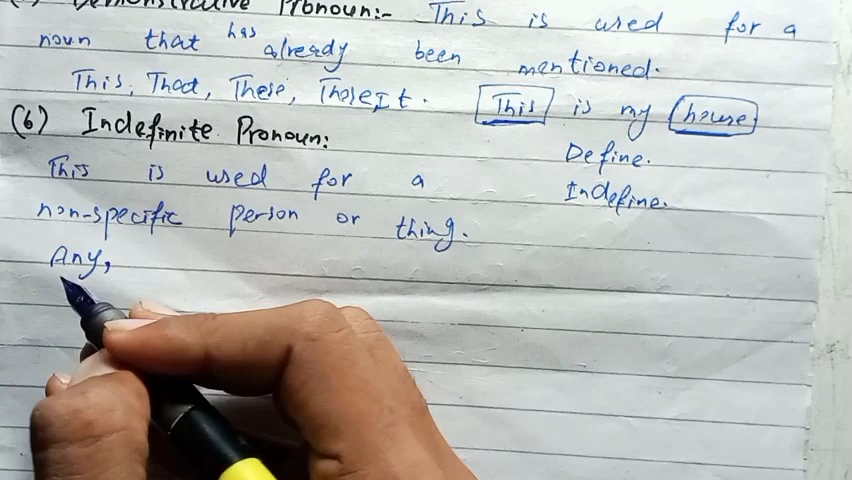 Demonstrative Pronoun:- This is used for a
noun that has already been mentioned.
This, That, These, Those, It. This is my house
(6) Indefinite Pronoun:
Define.
This is used for a
Indefine.
non-specific person or thing.
Any,